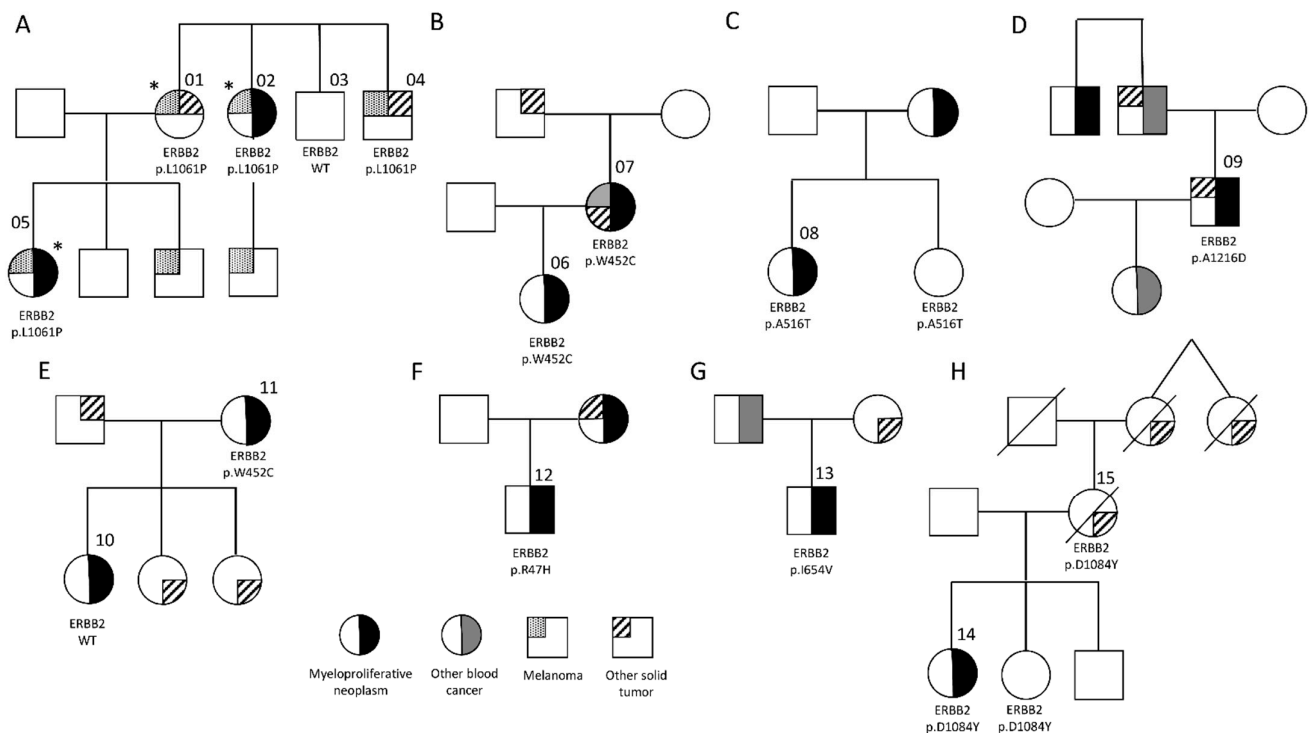 A
B
C
D
* 01
* 02
03
04
ERBB2
p.L1061P
ERBB2
p.L1061P
ERBB2
WT
ERBB2
p.L1061P
05
*
ERBB2
p.L1061P
07
ERBB2
p.W452C
06
ERBB2
p.W452C
08
ERBB2
p.A516T
ERBB2
p.A516T
09
ERBB2
p.A1216D
E
F
G
H
11
ERBB2
p.W452C
10
ERBB2
WT
12
ERBB2
p.R47H
13
ERBB2
p.I654V
15
ERBB2
p.D1084Y
14
ERBB2
p.D1084Y
ERBB2
p.D1084Y
Myeloproliferative
neoplasm
Other blood
cancer
Melanoma
Other solid
tumor